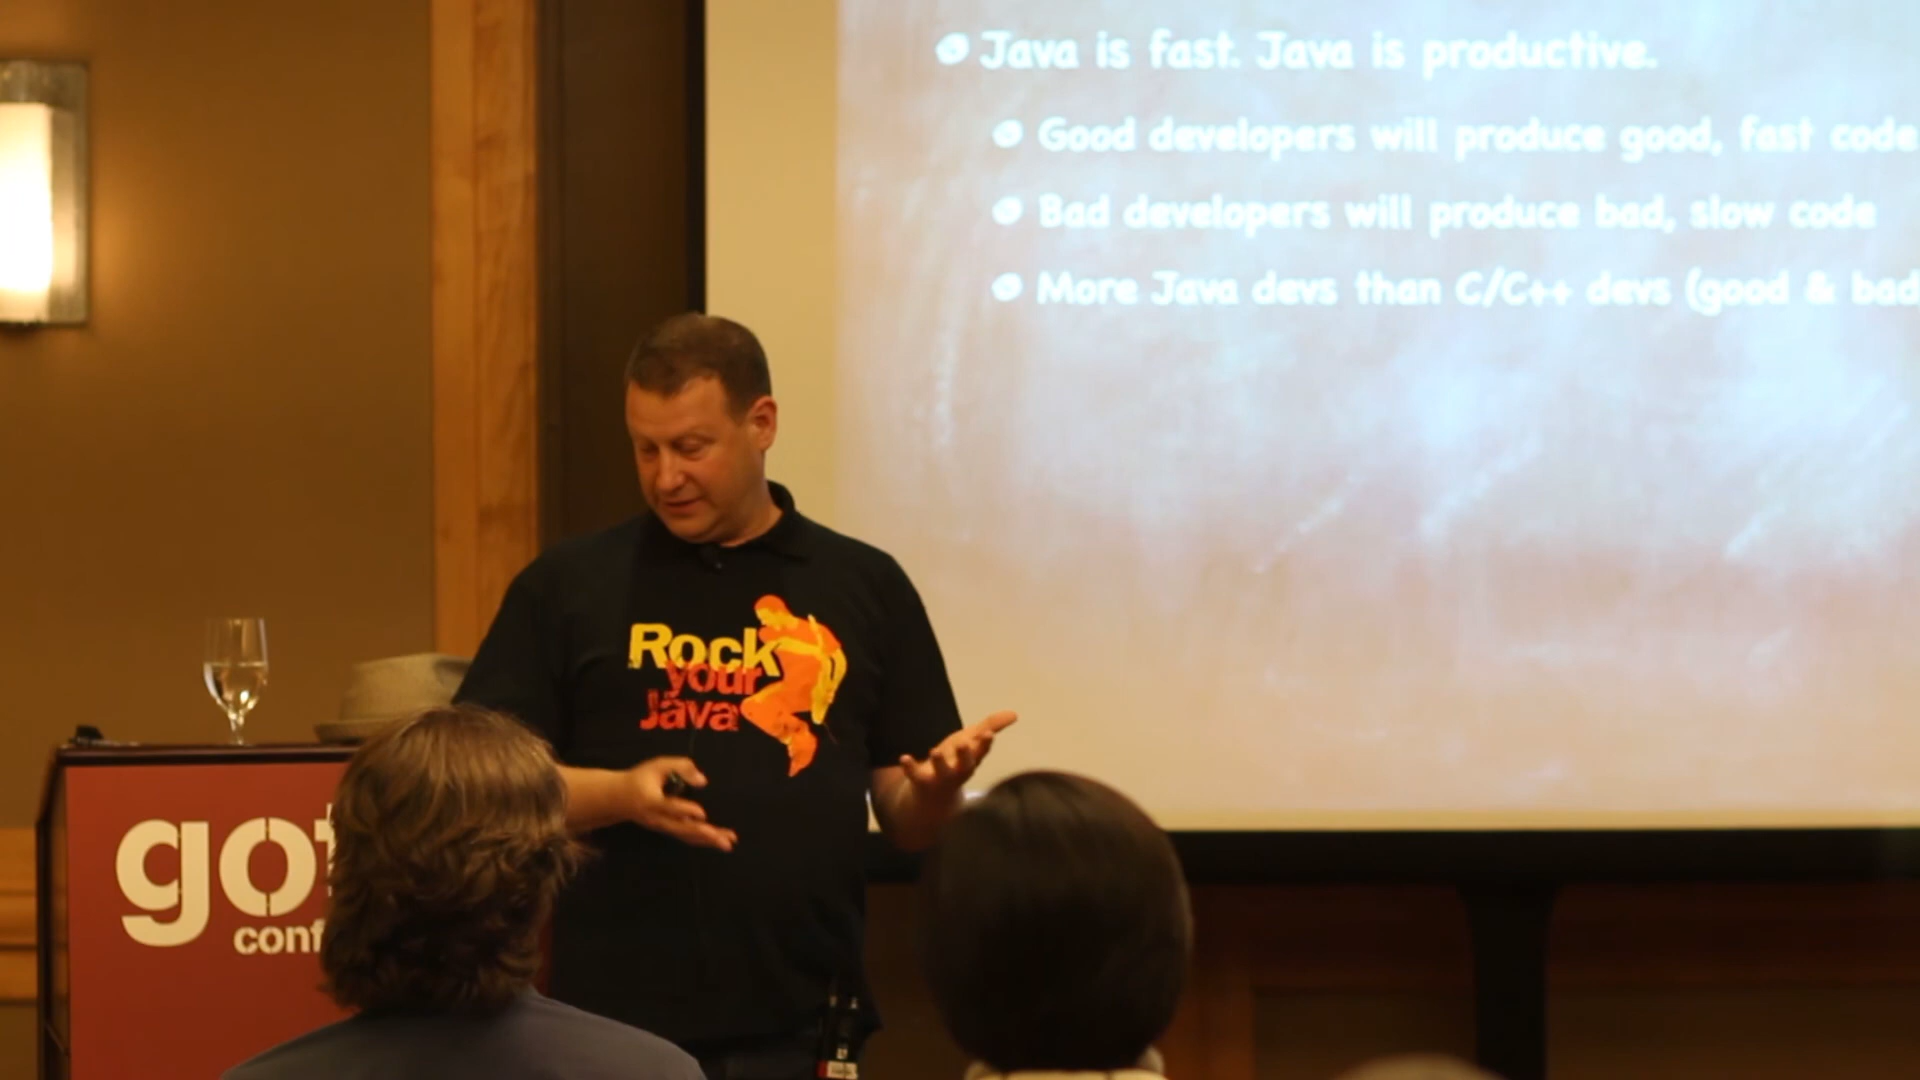 Java is fast. Java is productive.
Good developers will produce good, fast code
Bad developers will produce bad, slow code
More Java devs than C/C++ devs (good & bad
Rock
your
Java
got
conf